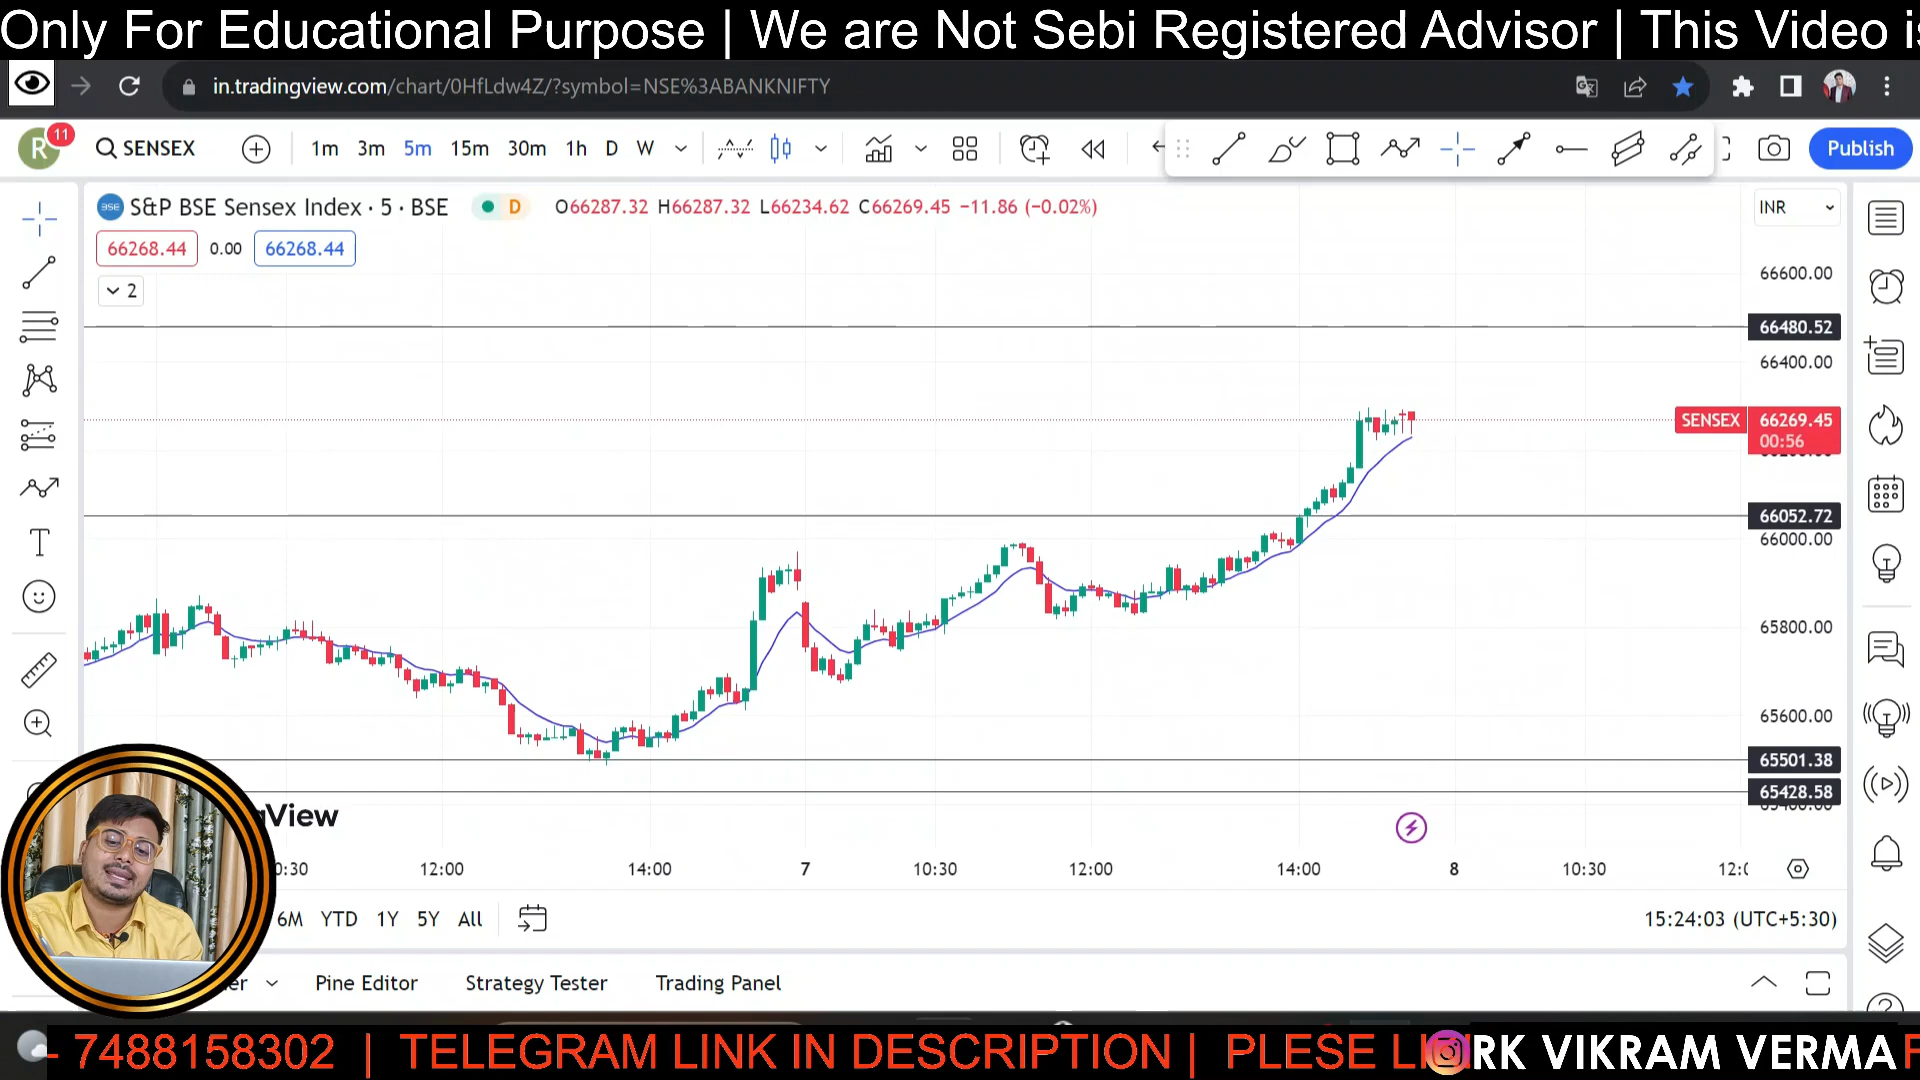 Only For Educational Purpose | We are Not Sebi Registered Advisor | This Video is
in.tradingview.com/chart/0HfLdw4Z/?symbol=NSE%3ABANKNIFTY
R 11 SENSEX 1m 3m 5m 15m 30m 1h D W Publish
BSE S&P BSE Sensex Index · 5 · BSE D O66287.32 H66287.32 L66234.62 C66269.45 −11.86 (−0.02%) INR
66268.44 0.00 66268.44
2
66600.00
66480.52
66400.00
SENSEX 66269.45
00:56
66052.72
66000.00
65800.00
65600.00
65501.38
65428.58
gView
0:30 12:00 14:00 7 10:30 12:00 14:00 8 10:30 12:0
6M YTD 1Y 5Y All 15:24:03 (UTC+5:30)
er Pine Editor Strategy Tester Trading Panel
- 7488158302 | TELEGRAM LINK IN DESCRIPTION | PLESE LI RK VIKRAM VERMA